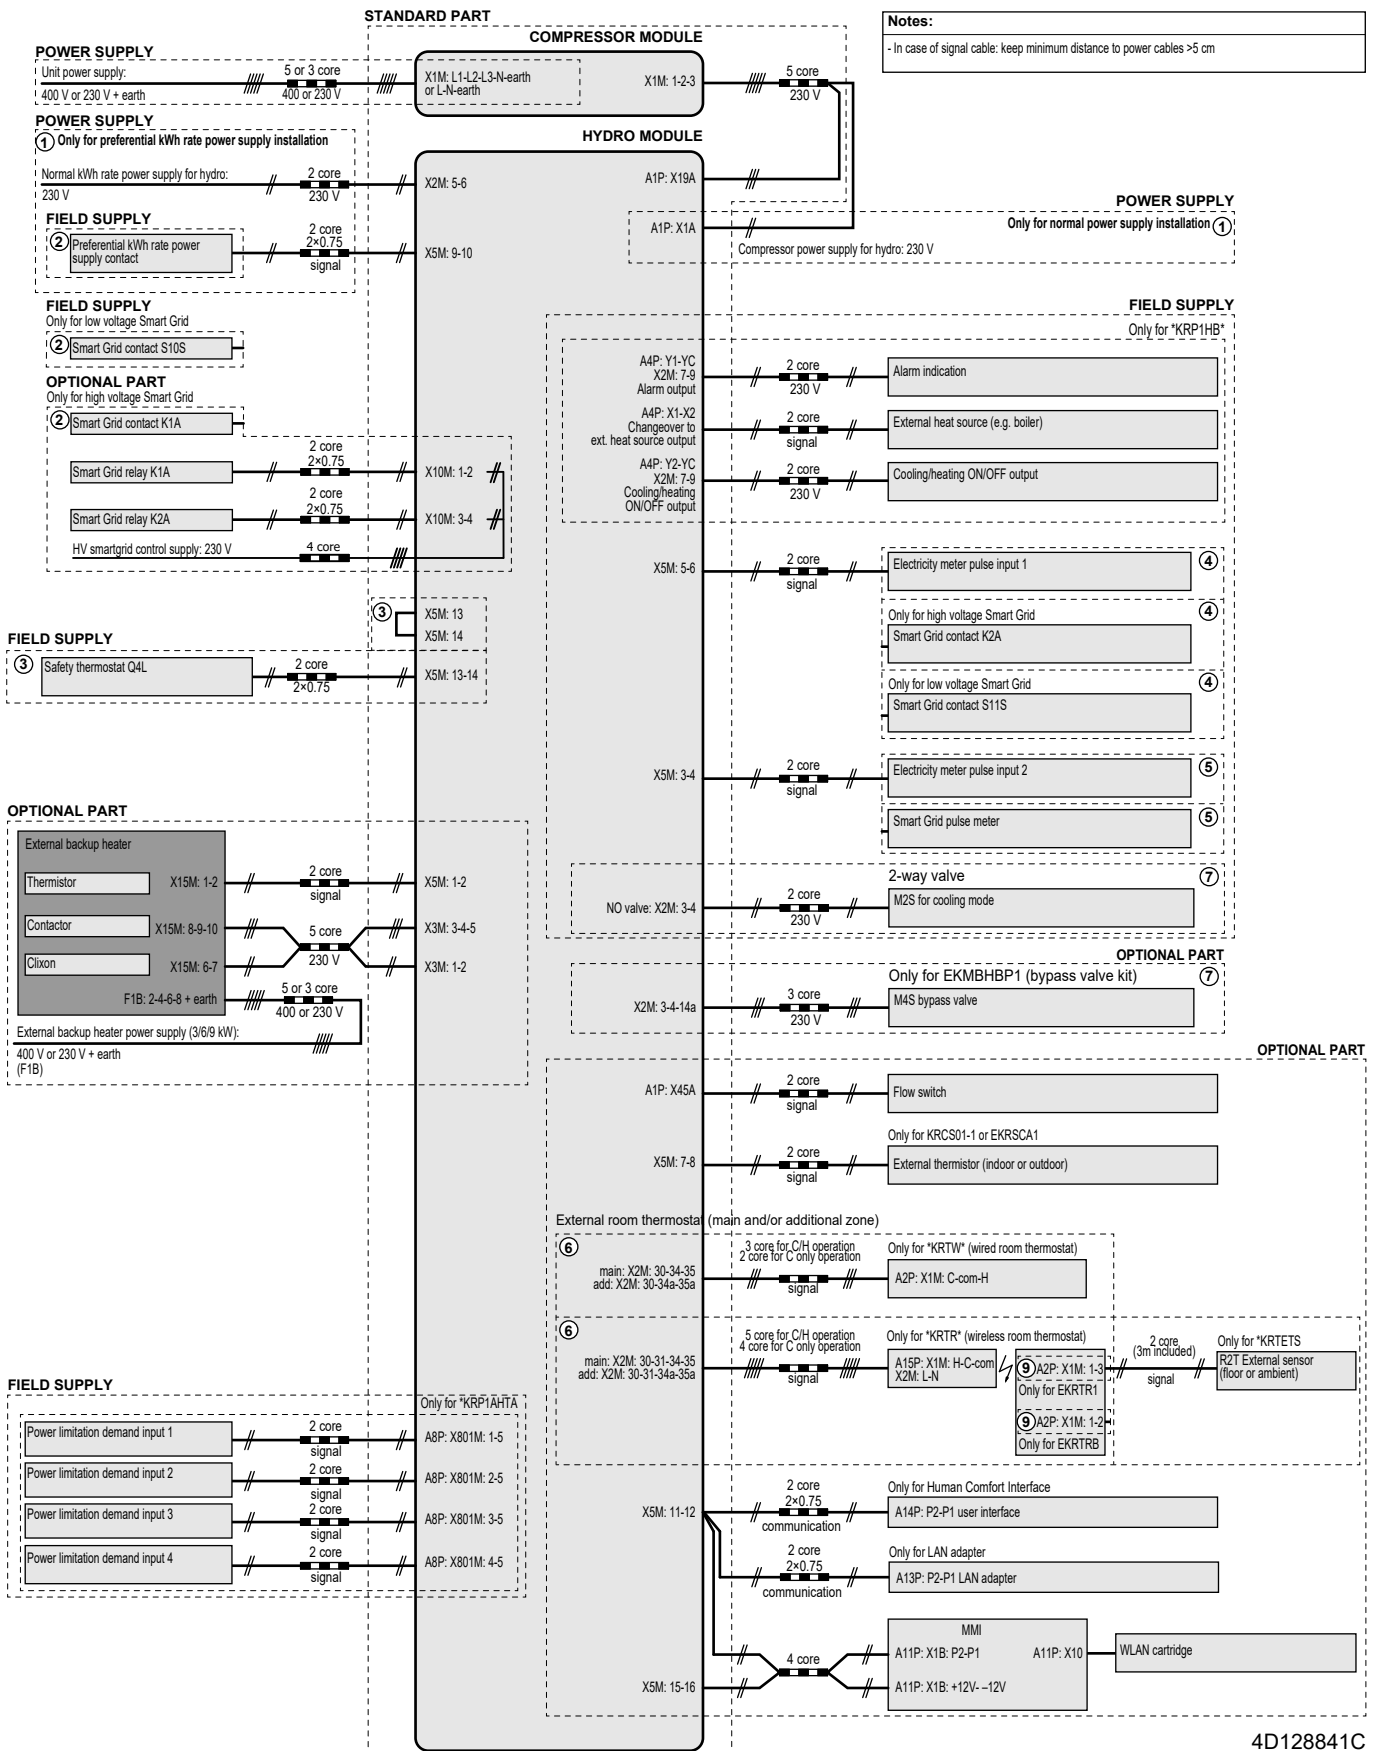 STANDARD PART
COMPRESSOR MODULE
Notes:
- In case of signal cable: keep minimum distance to power cables >5 cm
POWER SUPPLY
Unit power supply:
400 V or 230 V + earth
5 or 3 core
400 or 230 V
X1M: L1-L2-L3-N-earth
or L-N-earth
X1M: 1-2-3
5 core
230 V
POWER SUPPLY
1 Only for preferential kWh rate power supply installation
Normal kWh rate power supply for hydro:
230 V
2 core
230 V
X2M: 5-6
FIELD SUPPLY
2 Preferential kWh rate power
supply contact
2 core
2×0.75
signal
X5M: 9-10
HYDRO MODULE
A1P: X19A
A1P: X1A
POWER SUPPLY
Only for normal power supply installation 1
Compressor power supply for hydro: 230 V
FIELD SUPPLY
Only for low voltage Smart Grid
2 Smart Grid contact S10S
OPTIONAL PART
Only for high voltage Smart Grid
2 Smart Grid contact K1A
Smart Grid relay K1A
2 core
2×0.75
X10M: 1-2
Smart Grid relay K2A
2 core
2×0.75
X10M: 3-4
HV smartgrid control supply: 230 V
4 core
3
X5M: 13
X5M: 14
FIELD SUPPLY
3 Safety thermostat Q4L
2 core
2×0.75
X5M: 13-14
FIELD SUPPLY
Only for *KRP1HB*
A4P: Y1-YC
X2M: 7-9
Alarm output
2 core
230 V
Alarm indication
A4P: X1-X2
Changeover to
ext. heat source output
2 core
signal
External heat source (e.g. boiler)
A4P: Y2-YC
X2M: 7-9
Cooling/heating
ON/OFF output
2 core
230 V
Cooling/heating ON/OFF output
X5M: 5-6
2 core
signal
Electricity meter pulse input 1
4
Only for high voltage Smart Grid
4
Smart Grid contact K2A
Only for low voltage Smart Grid
4
Smart Grid contact S11S
X5M: 3-4
2 core
signal
Electricity meter pulse input 2
5
Smart Grid pulse meter
5
2-way valve
7
NO valve: X2M: 3-4
2 core
230 V
M2S for cooling mode
OPTIONAL PART
Only for EKMBHBP1 (bypass valve kit)
7
X2M: 3-4-14a
3 core
230 V
M4S bypass valve
OPTIONAL PART
External backup heater
Thermistor
X15M: 1-2
2 core
signal
X5M: 1-2
Contactor
X15M: 8-9-10
5 core
230 V
X3M: 3-4-5
Clixon
X15M: 6-7
X3M: 1-2
F1B: 2-4-6-8 + earth
5 or 3 core
400 or 230 V
External backup heater power supply (3/6/9 kW):
400 V or 230 V + earth
(F1B)
OPTIONAL PART
A1P: X45A
2 core
signal
Flow switch
Only for KRCS01-1 or EKRSCA1
X5M: 7-8
2 core
signal
External thermistor (indoor or outdoor)
External room thermostat (main and/or additional zone)
6
main: X2M: 30-34-35
add: X2M: 30-34a-35a
3 core for C/H operation
2 core for C only operation
signal
Only for *KRTW* (wired room thermostat)
A2P: X1M: C-com-H
6
main: X2M: 30-31-34-35
add: X2M: 30-31-34a-35a
5 core for C/H operation
4 core for C only operation
signal
Only for *KRTR* (wireless room thermostat)
A15P: X1M: H-C-com
X2M: L-N
9 A2P: X1M: 1-3
Only for EKRTR1
9 A2P: X1M: 1-2
Only for EKRTRB
2 core
(3m included)
signal
Only for *KRTETS
R2T External sensor
(floor or ambient)
FIELD SUPPLY
Only for *KRP1AHTA
Power limitation demand input 1
2 core
signal
A8P: X801M: 1-5
Power limitation demand input 2
2 core
signal
A8P: X801M: 2-5
Power limitation demand input 3
2 core
signal
A8P: X801M: 3-5
Power limitation demand input 4
2 core
signal
A8P: X801M: 4-5
X5M: 11-12
2 core
2×0.75
communication
Only for Human Comfort Interface
A14P: P2-P1 user interface
2 core
2×0.75
communication
Only for LAN adapter
A13P: P2-P1 LAN adapter
4 core
MMI
A11P: X1B: P2-P1
A11P: X10
WLAN cartridge
X5M: 15-16
A11P: X1B: +12V- –12V
4D128841C